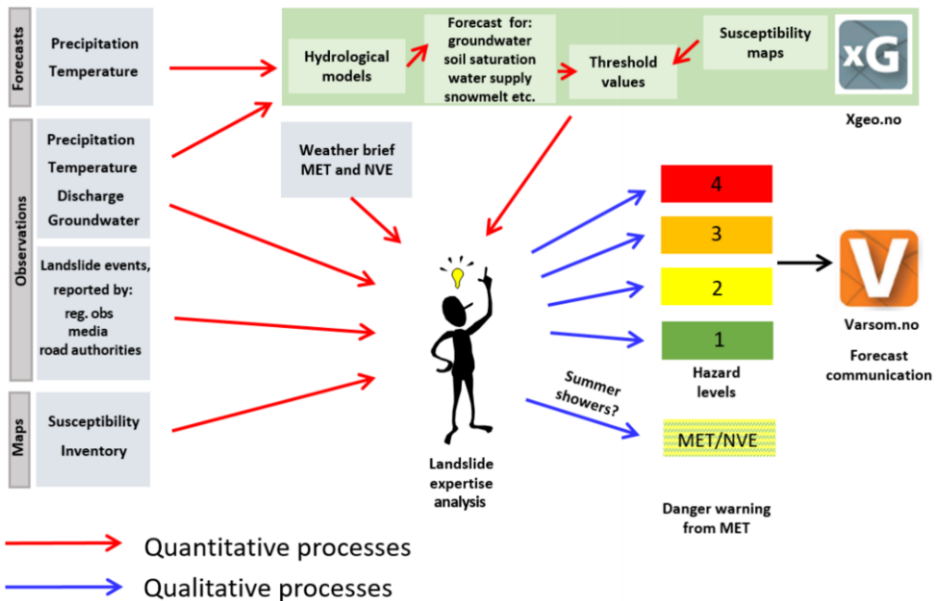 Forecasts
Precipitation
Temperature
Hydrological
models
Forecast for:
groundwater
soil saturation
water supply
snowmelt etc.
Threshold
values
Susceptibility
maps
xG
Xgeo.no
Observations
Precipitation
Temperature
Discharge
Groundwater
Weather brief
MET and NVE
Landslide events,
reported by:
reg. obs
media
road authorities
Maps
Susceptibility
Inventory
Landslide
expertise
analysis
4
3
2
1
Hazard
levels
Summer
showers?
MET/NVE
Danger warning
from MET
V
Varsom.no
Forecast
communication
Quantitative processes
Qualitative processes